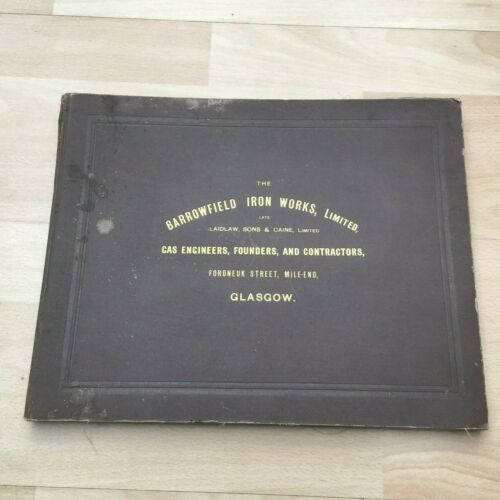 THE
BARROWFIELD IRON WORKS, LIMITED,
LATE
LAIDLAW, SONS & CAINE, LIMITED
GAS ENGINEERS, FOUNDERS, AND CONTRACTORS,
FORDNEUK STREET, MILE-END,
GLASGOW.